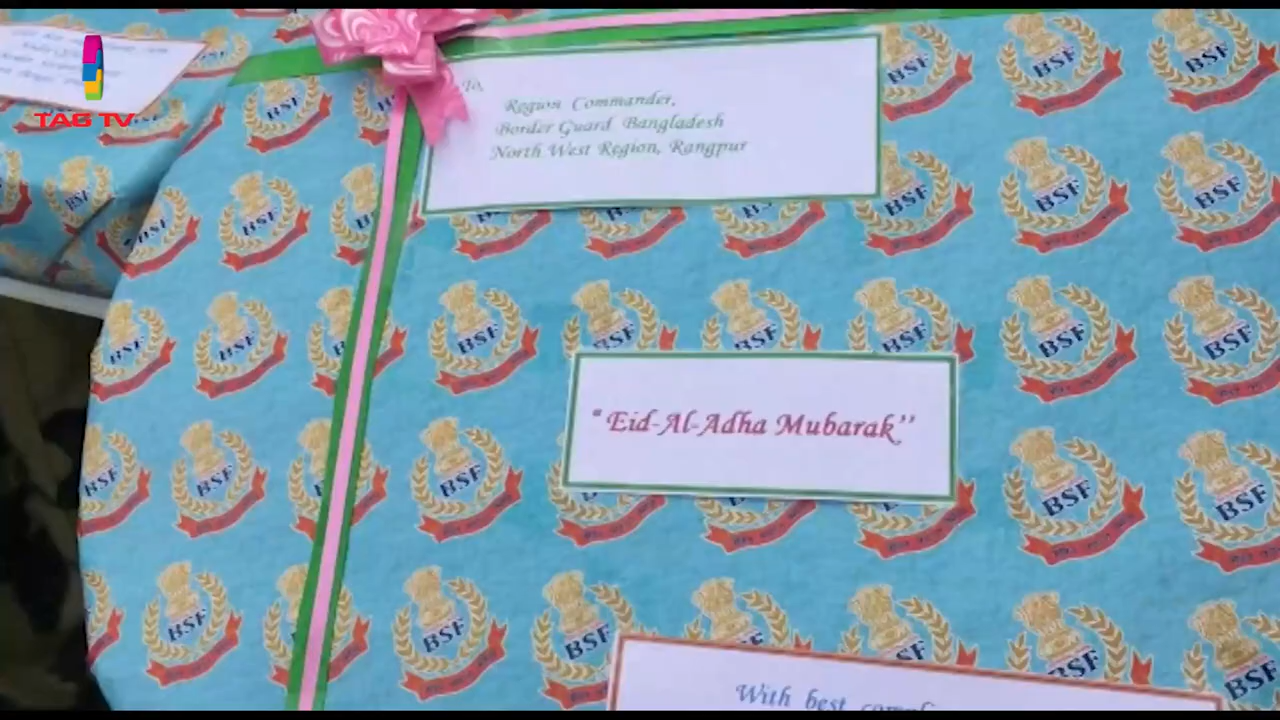 TAG TV
To,
Region Commander,
Border Guard Bangladesh
North West Region, Rangpur
"Eid-Al-Adha Mubarak''
With best
BSF